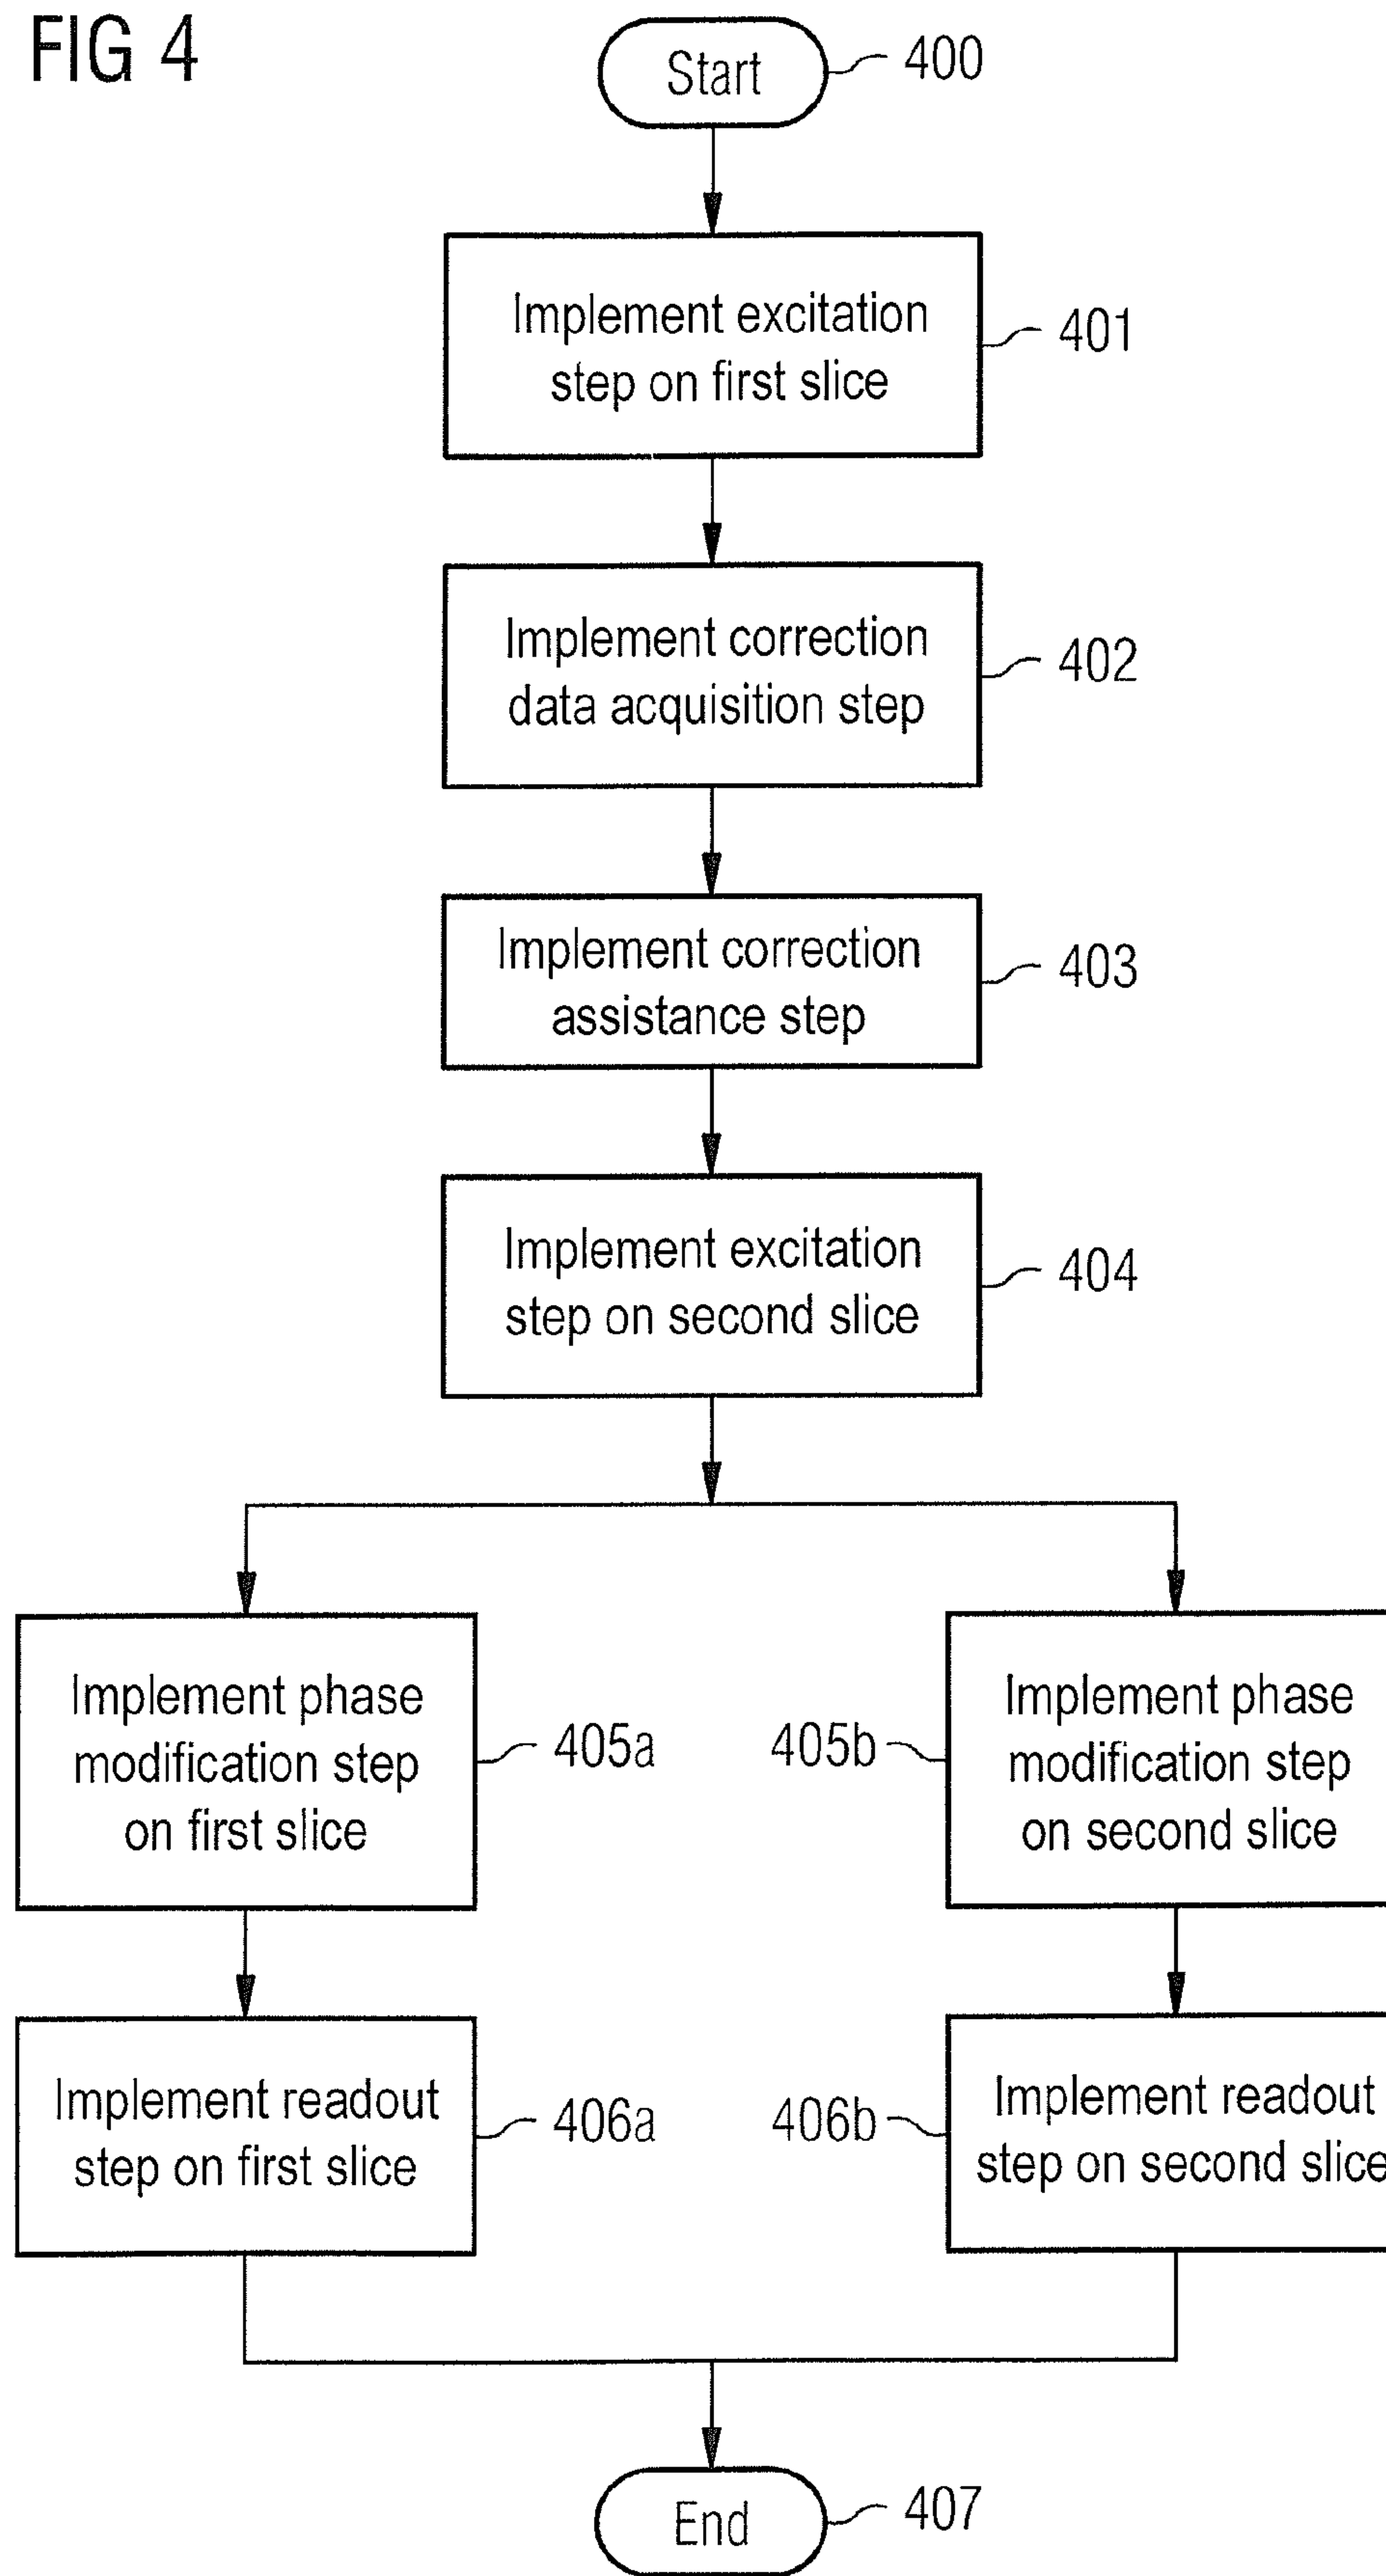 FIG 4
Start
400
Implement excitation
step on first slice
401
Implement correction
data acquisition step
402
Implement correction
assistance step
403
Implement excitation
step on second slice
404
Implement phase
modification step
on first slice
405a
405b
Implement phase
modification step
on second slice
Implement readout
step on first slice
406a
406b
Implement readout
step on second slice
End
407